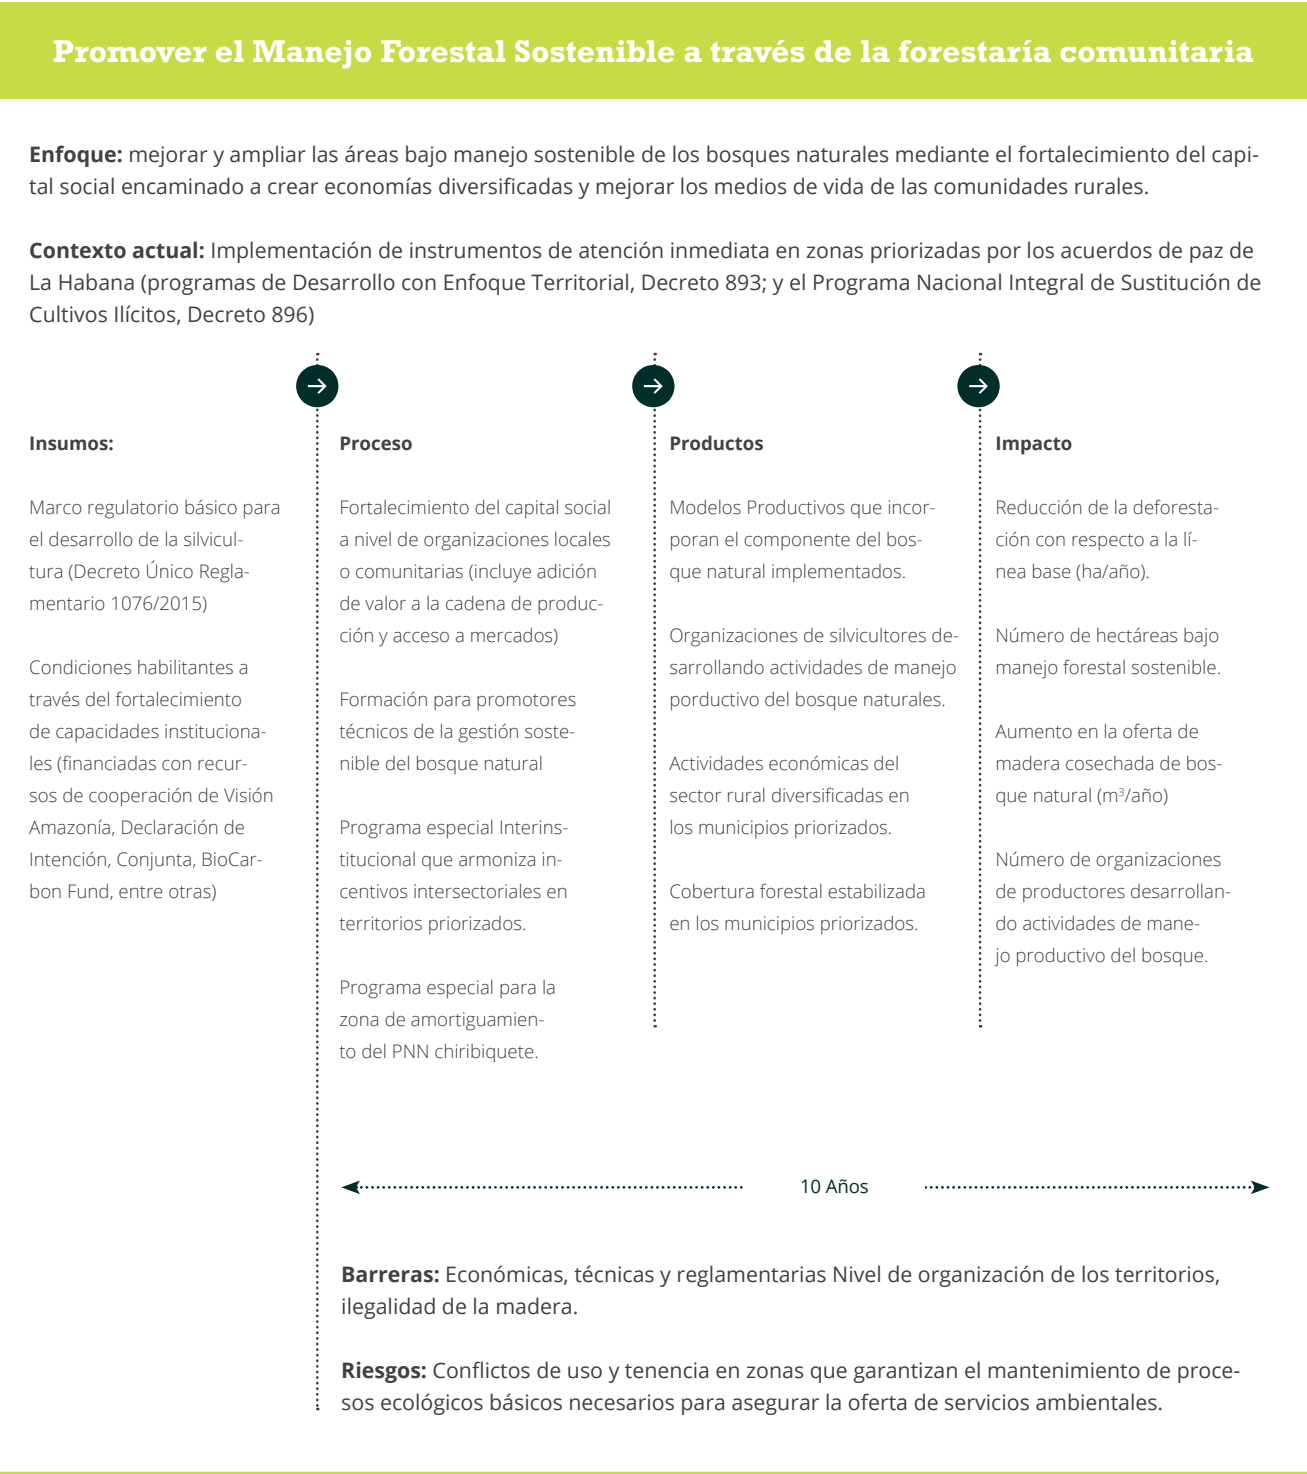 Promover el Manejo Forestal Sostenible a través de la forestaría comunitaria
Enfoque: mejorar y ampliar las áreas bajo manejo sostenible de los bosques naturales mediante el fortalecimiento del capi-
tal social encaminado a crear economías diversificadas y mejorar los medios de vida de las comunidades rurales.
Contexto actual: Implementación de instrumentos de atención inmediata en zonas priorizadas por los acuerdos de paz de
La Habana (programas de Desarrollo con Enfoque Territorial, Decreto 893; y el Programa Nacional Integral de Sustitución de
Cultivos Ilícitos, Decreto 896)
Insumos:
Marco regulatorio básico para
el desarrollo de la silvicul-
tura (Decreto Único Regla-
mentario 1076/2015)
Condiciones habilitantes a
través del fortalecimiento
de capacidades instituciona-
les (financiadas con recur-
sos de cooperación de Visión
Amazonía, Declaración de
Intención, Conjunta, BioCar-
bon Fund, entre otras)
Proceso
Fortalecimiento del capital social
a nivel de organizaciones locales
o comunitarias (incluye adición
de valor a la cadena de produc-
ción y acceso a mercados)
Formación para promotores
técnicos de la gestión soste-
nible del bosque natural
Programa especial Interins-
titucional que armoniza in-
centivos intersectoriales en
territorios priorizados.
Programa especial para la
zona de amortiguamien-
to del PNN chiribiquete.
Productos
Modelos Productivos que incor-
poran el componente del bos-
que natural implementados.
Organizaciones de silvicultores de-
sarrollando actividades de manejo
porductivo del bosque naturales.
Actividades económicas del
sector rural diversificadas en
los municipios priorizados.
Cobertura forestal estabilizada
en los municipios priorizados.
Impacto
Reducción de la deforesta-
ción con respecto a la lí-
nea base (ha/año).
Número de hectáreas bajo
manejo forestal sostenible.
Aumento en la oferta de
madera cosechada de bos-
que natural (m³/año)
Número de organizaciones
de productores desarrollan-
do actividades de mane-
jo productivo del bosque.
10 Años
Barreras: Económicas, técnicas y reglamentarias Nivel de organización de los territorios,
ilegalidad de la madera.
Riesgos: Conflictos de uso y tenencia en zonas que garantizan el mantenimiento de proce-
sos ecológicos básicos necesarios para asegurar la oferta de servicios ambientales.